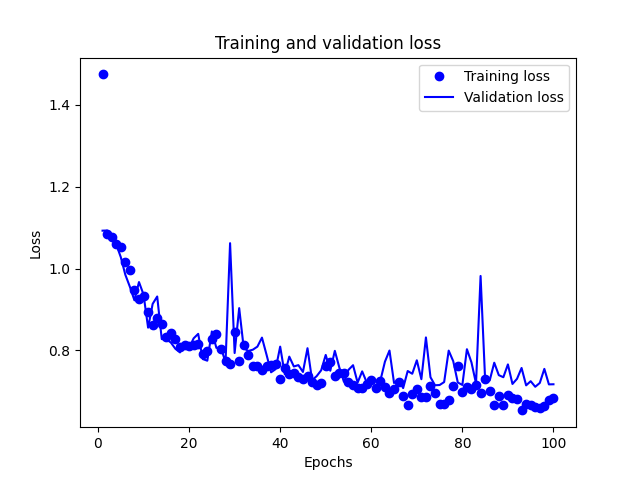 Training and validation loss
Training loss
Validation loss
1.4
1.2
1.0
0.8
Loss
0
20
40
60
80
100
Epochs